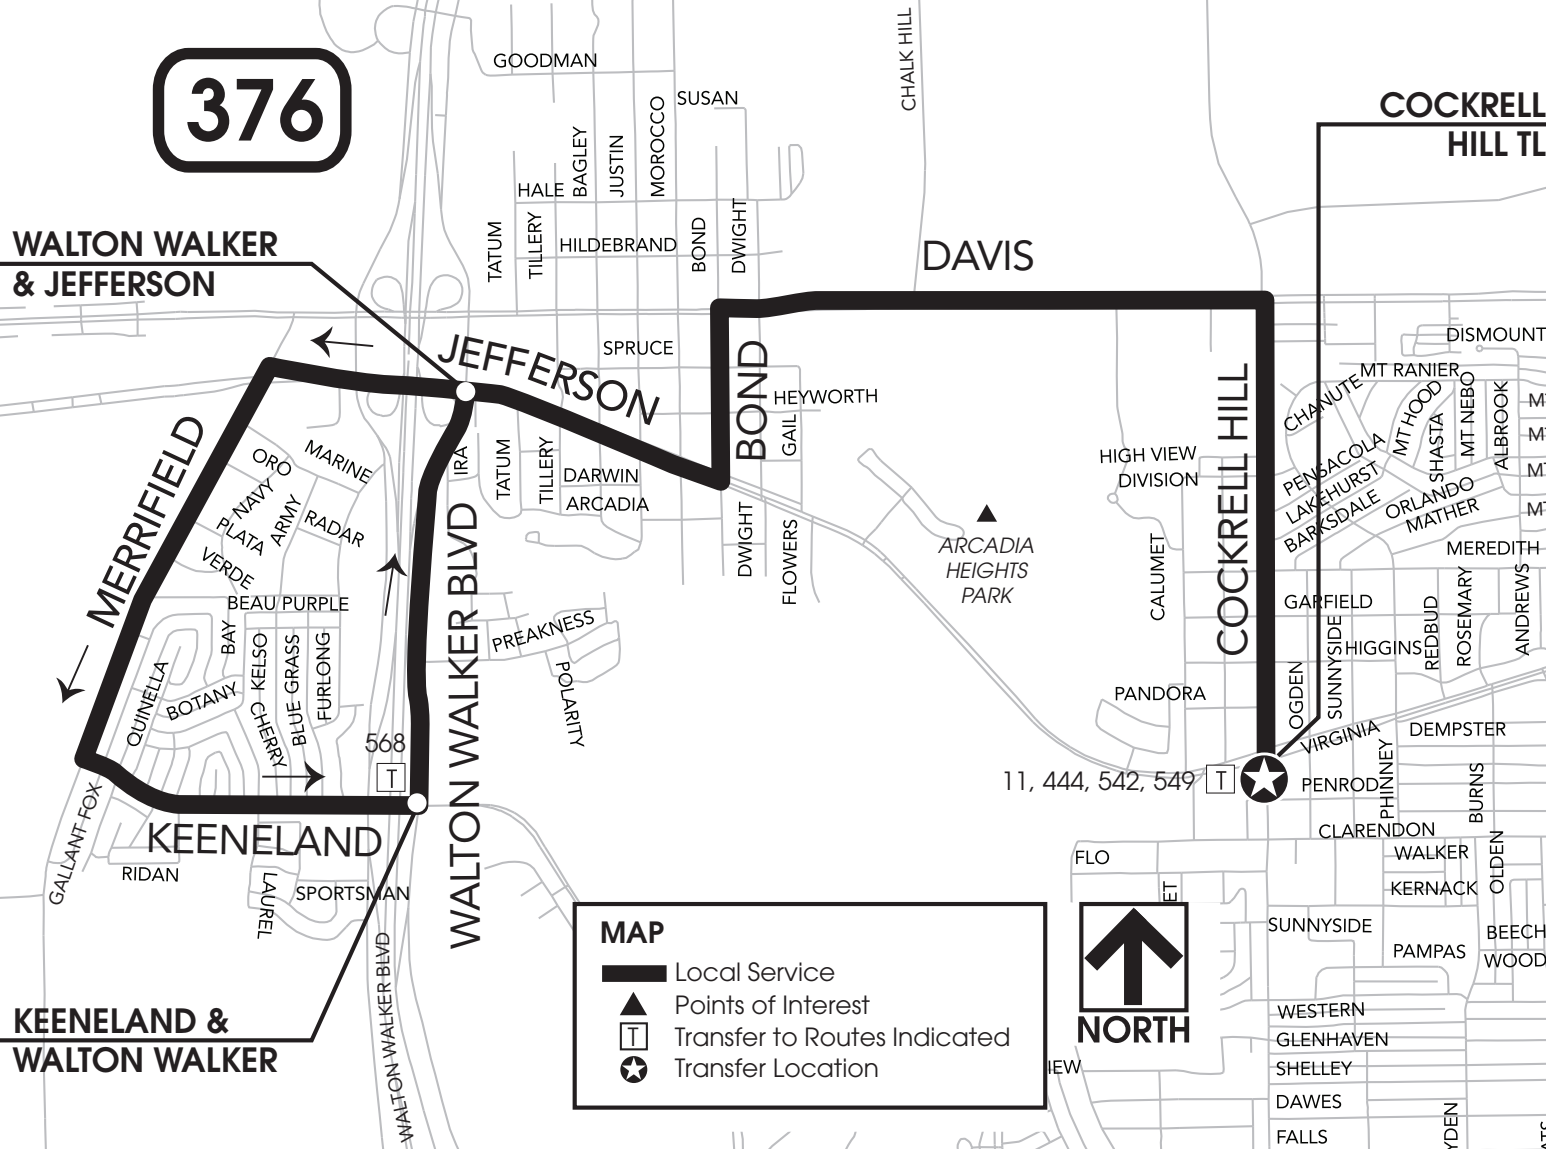 376
GOODMAN
CHALK HILL
SUSAN
COCKRELL
HILL TL
BAGLEY
JUSTIN
MOROCCO
HALE
TATUM
TILLERY
HILDEBRAND
BOND
DWIGHT
WALTON WALKER
& JEFFERSON
DAVIS
JEFFERSON
SPRUCE
BOND
HEYWORTH
GAIL
DISMOUNT
MT RANIER
CHANUTE
MT HOOD
SHASTA
MT NEBO
ALBROOK
MT
MT
MT
MT
PENSACOLA
LAKEHURST
BARKSDALE
ORLANDO
MATHER
MEREDITH
HIGH VIEW
DIVISION
COCKRELL HILL
MERRIFIELD
MARINE
ORO
NAVY
ARMY
PLATA
RADAR
VERDE
IRA
TATUM
TILLERY
DARWIN
ARCADIA
DWIGHT
FLOWERS
ARCADIA
HEIGHTS
PARK
CALUMET
GARFIELD
SUNNYSIDE
HIGGINS
REDBUD
ROSEMARY
ANDREWS
BEAU PURPLE
BAY
KELSO
BLUE GRASS
FURLONG
QUINELLA
BOTANY
CHERRY
WALTON WALKER BLVD
PREAKNESS
POLARITY
PANDORA
OGDEN
VIRGINIA
DEMPSTER
568
T
11, 444, 542, 549
T
PENROD
PHINNEY
BURNS
KEENELAND
GALLANT FOX
RIDAN
LAUREL
SPORTSMAN
CLARENDON
FLO
WALKER
OLDEN
KERNACK
ET
SUNNYSIDE
BEECH
PAMPAS
WOOD
WALTON WALKER BLVD
KEENELAND &
WALTON WALKER
MAP
Local Service
Points of Interest
T
Transfer to Routes Indicated
Transfer Location
NORTH
WESTERN
GLENHAVEN
IEW
SHELLEY
DAWES
YDEN
FALLS